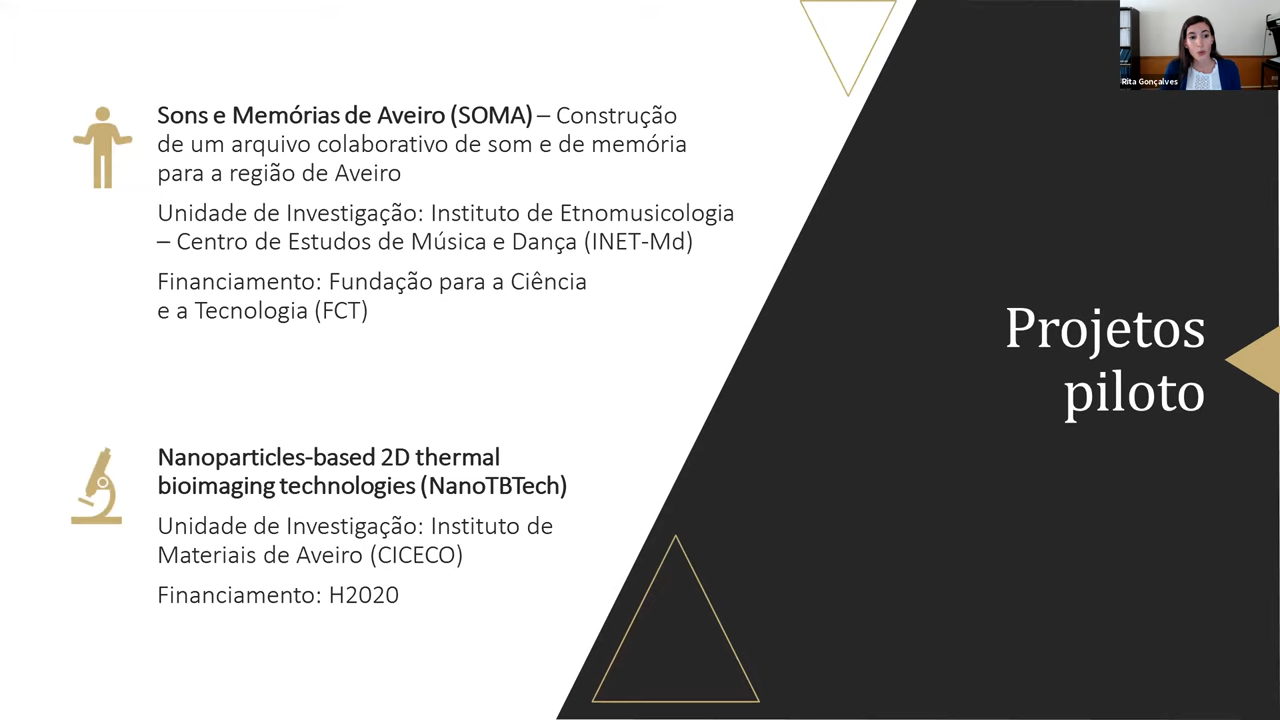 Sons e Memórias de Aveiro (SOMA) – Construção
de um arquivo colaborativo de som e de memória
para a região de Aveiro
Unidade de Investigação: Instituto de Etnomusicologia
– Centro de Estudos de Música e Dança (INET-Md)
Financiamento: Fundação para a Ciência
e a Tecnologia (FCT)
Nanoparticles-based 2D thermal
bioimaging technologies (NanoTBTech)
Unidade de Investigação: Instituto de
Materiais de Aveiro (CICECO)
Financiamento: H2020
Projetos
piloto
Rita Gonçalves